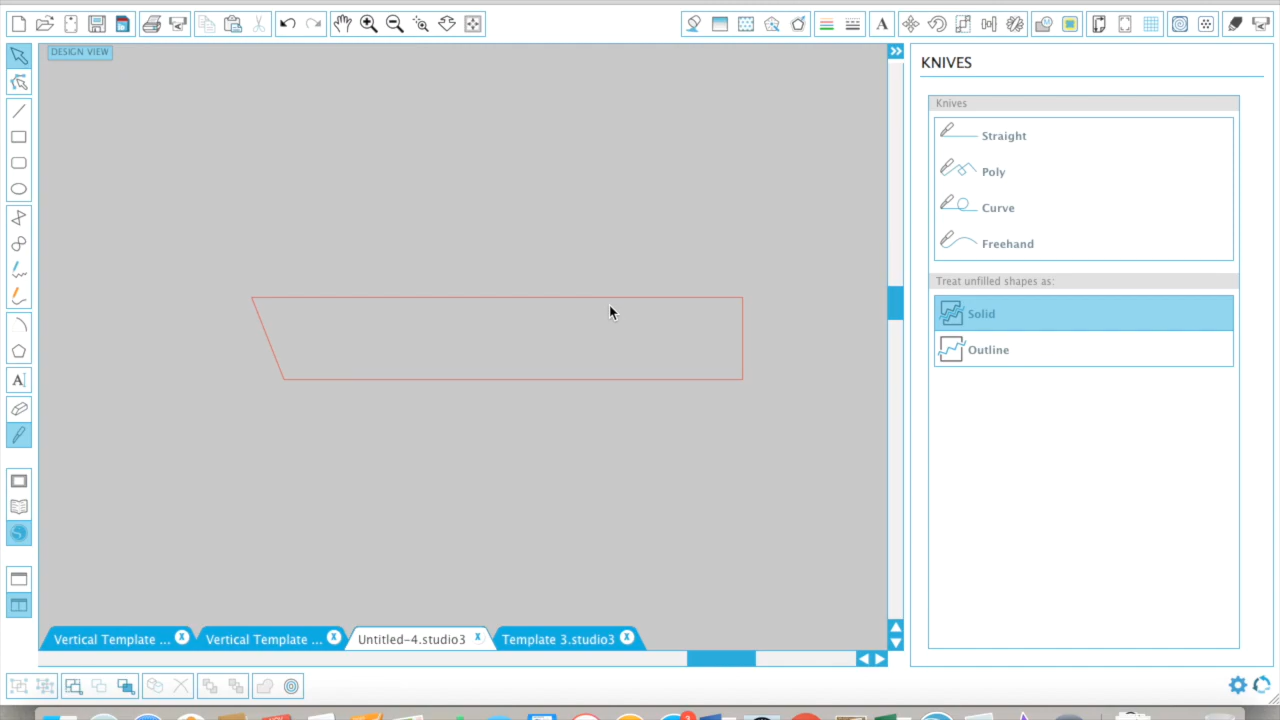 DESIGN VIEW
KNIVES
Knives
Straight
Poly
Curve
Freehand
Treat unfilled shapes as:
Solid
Outline
Vertical Template ... Vertical Template ... Untitled-4.studio3 Template 3.studio3